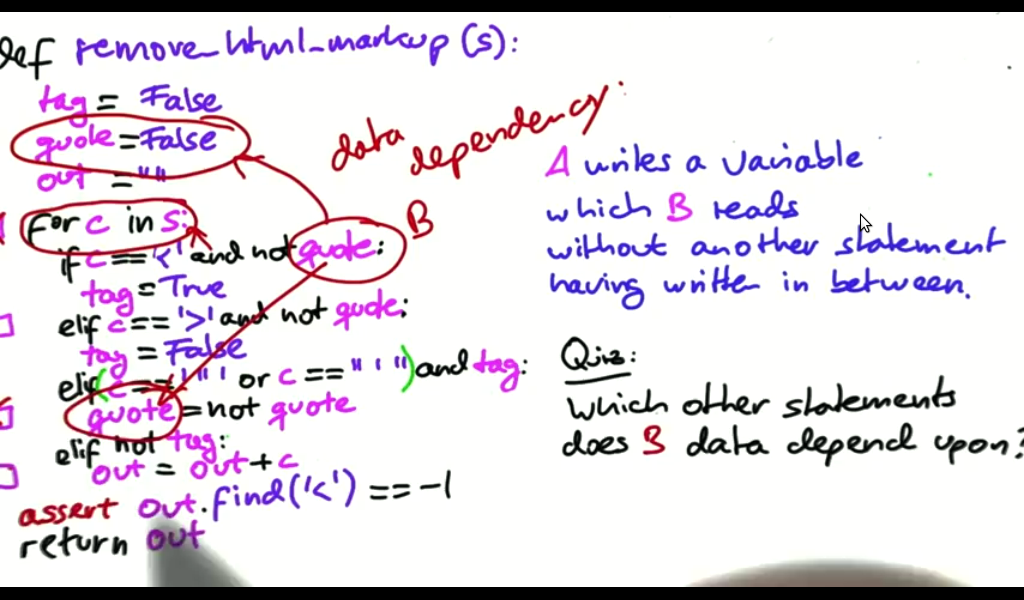 def remove_html_markup (s):
tag = False
quote = False
out = ""
for c in s:
if c == '<' and not quote:
tag = True
elif c == '>' and not quote:
tag = False
elif (c == '"' or c == "'") and tag:
quote = not quote
elif not tag:
out = out + c
assert out.find('<') == -1
return out
data dependency:
B
A writes a variable
which B reads
without another statement
having written in between.
Quiz:
Which other statements
does B data depend upon?